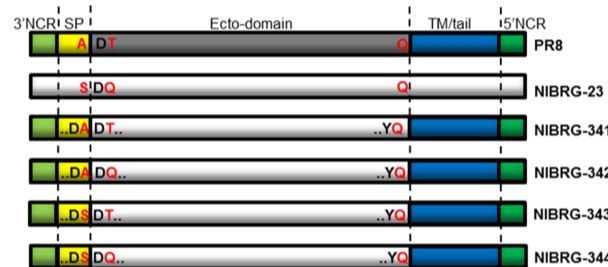 3'NCR SP Ecto-domain TM/tail 5'NCR
A DT Q PR8
S DQ Q NIBRG-23
..DA DT.. ..YQ NIBRG-341
..DA DQ.. ..YQ NIBRG-342
..DS DT.. ..YQ NIBRG-343
..DS DQ.. ..YQ NIBRG-344